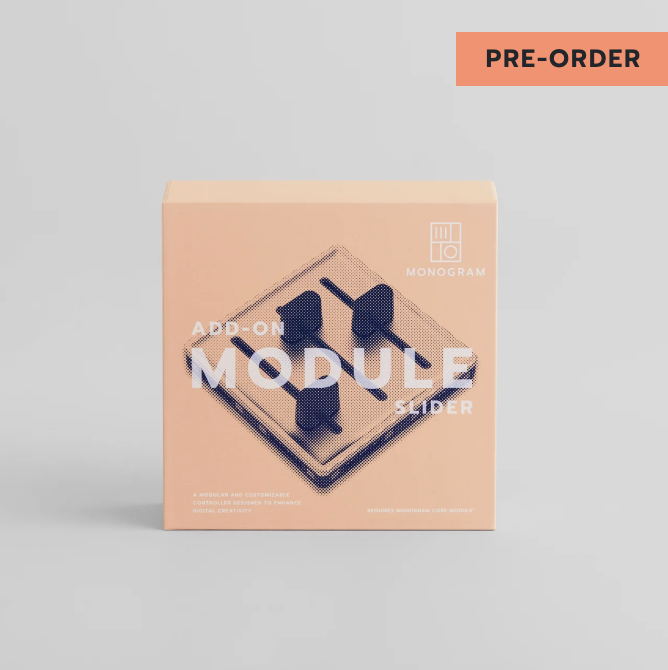 PRE-ORDER
MONOGRAM
ADD-ON
MODULE
SLIDER
A MODULAR AND CUSTOMIZABLE
CONTROLLER DESIGNED TO ENHANCE
DIGITAL CREATIVITY
REQUIRES MONOGRAM CORE MODULE